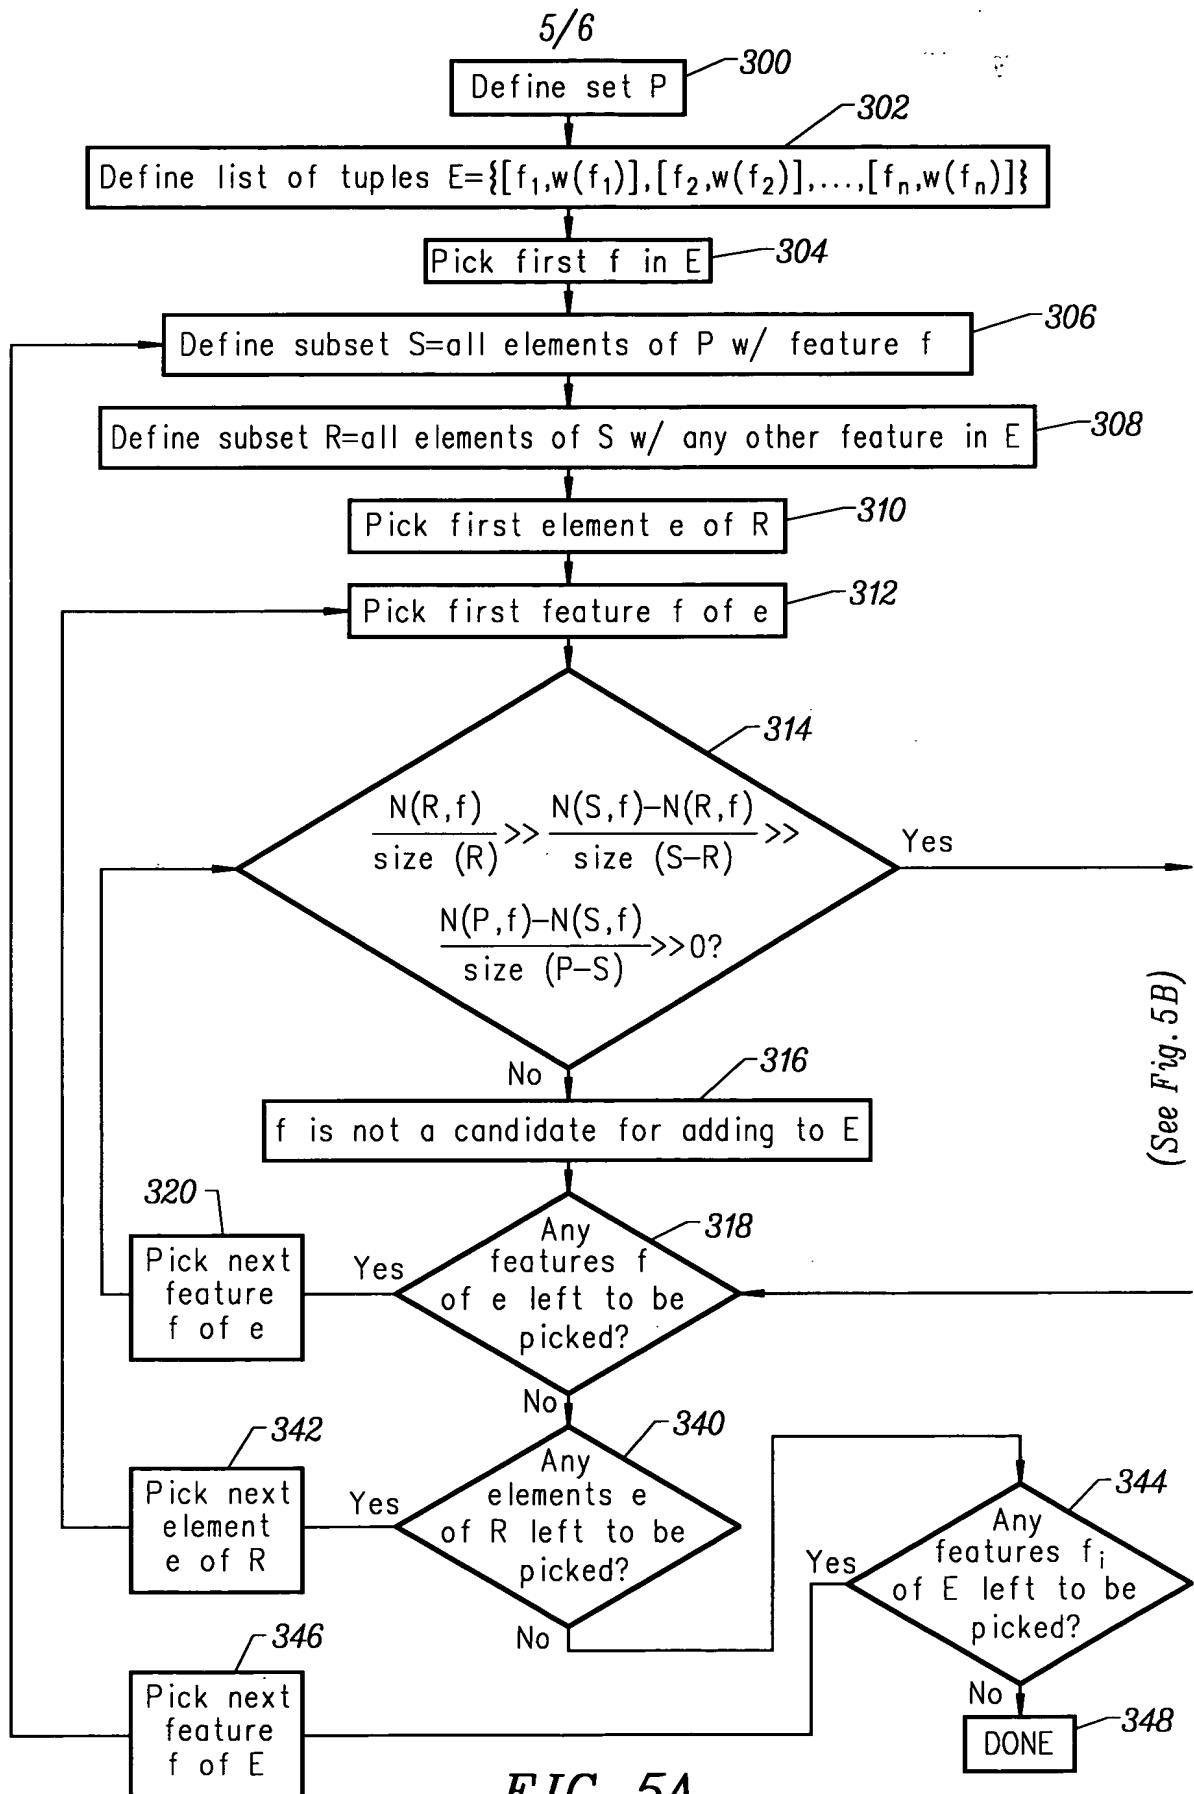 5/6
300
Define set P
302
Define list of tuples E={[f₁,w(f₁)],[f₂,w(f₂)],...,[fₙ,w(fₙ)]}
304
Pick first f in E
306
Define subset S=all elements of P w/ feature f
308
Define subset R=all elements of S w/ any other feature in E
310
Pick first element e of R
312
Pick first feature f of e
314
N(R,f)/size (R) >> N(S,f)–N(R,f)/size (S–R) >>
N(P,f)–N(S,f)/size (P–S) >>0?
Yes
(See Fig. 5B)
No
316
f is not a candidate for adding to E
318
Any
features f
of e left to be
picked?
Yes
320
Pick next
feature
f of e
No
340
Any
elements e
of R left to be
picked?
Yes
342
Pick next
element
e of R
No
344
Any
features fᵢ
of E left to be
picked?
Yes
346
Pick next
feature
f of E
No
348
DONE
FIG. 5A